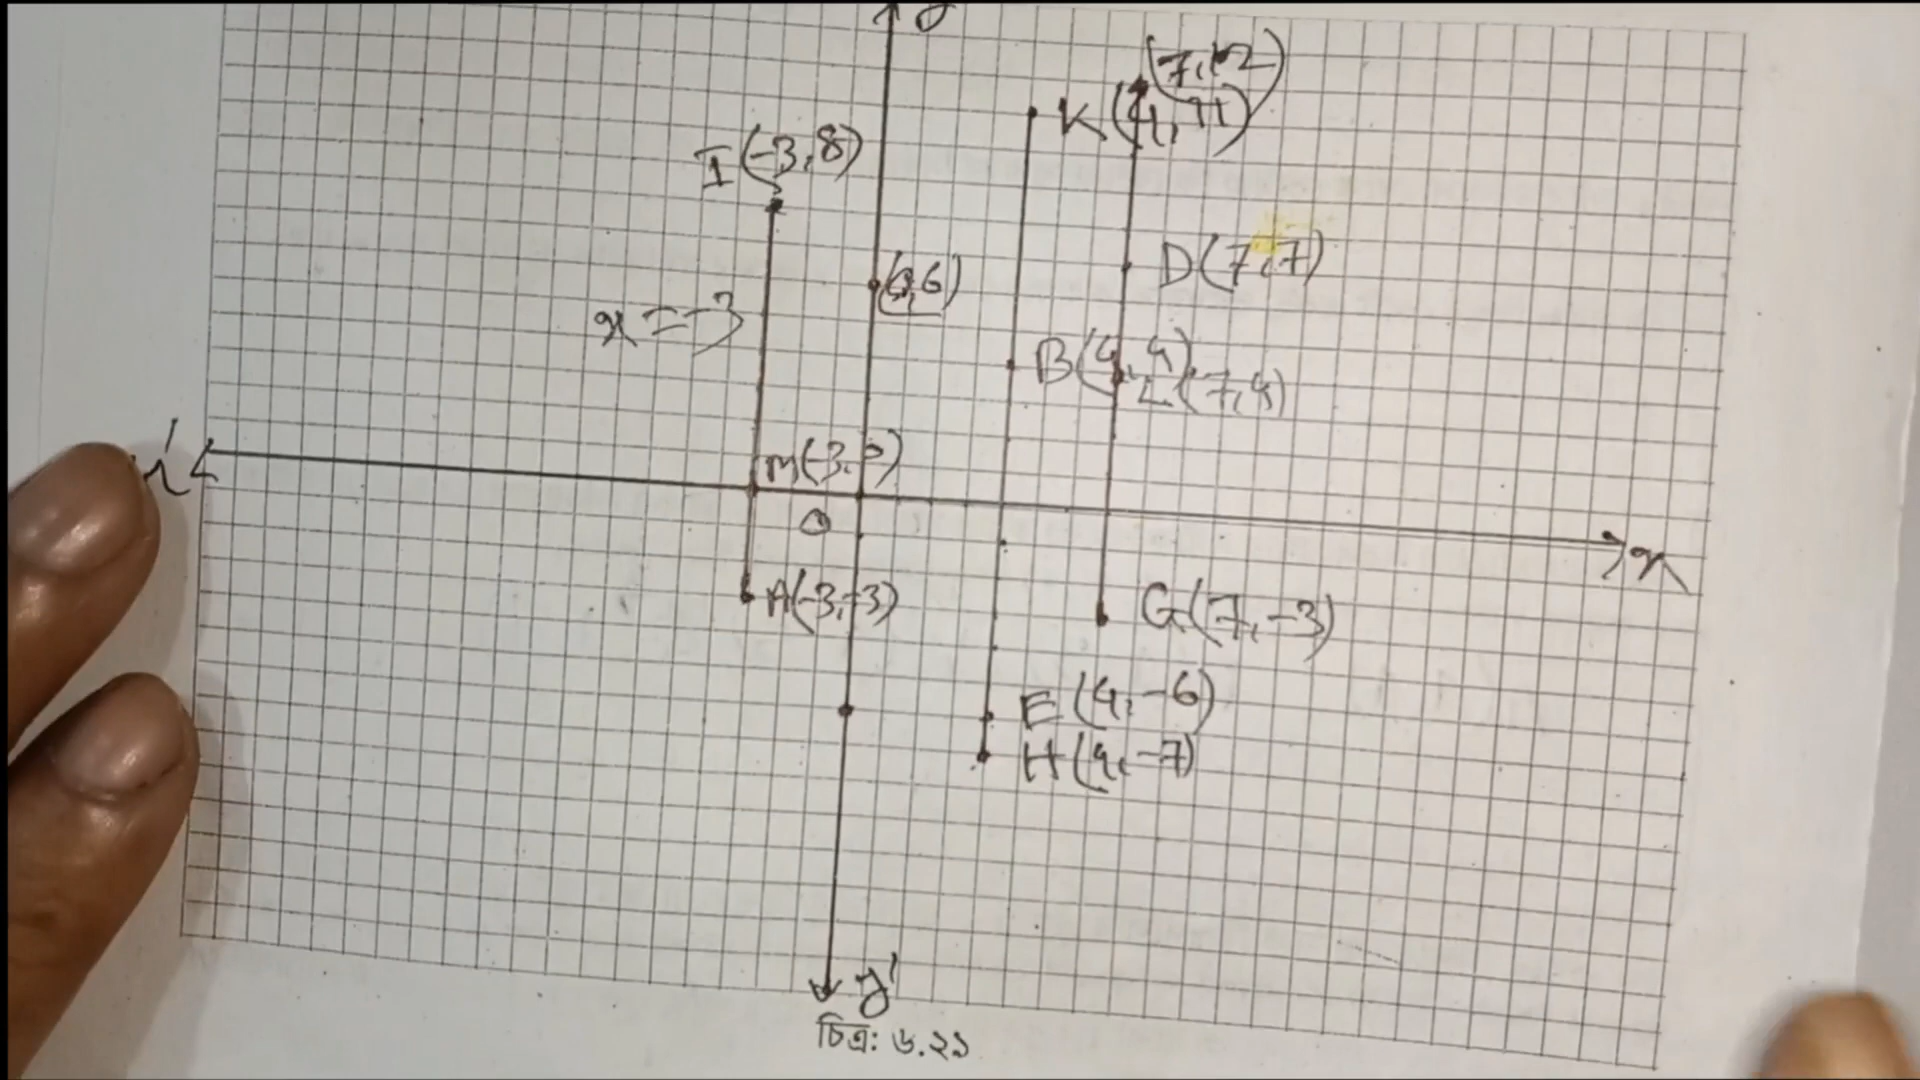 y
(7,12)
K(4,11)
I(-3,8)
D(7,7)
(0,6)
x=-3
B(4,4)
L(7,4)
x'
M(-3,0)
O
x
A(-3,-3)
G(7,-3)
E(4,-6)
H(4,-7)
y'
চিত্র: ৬.২১